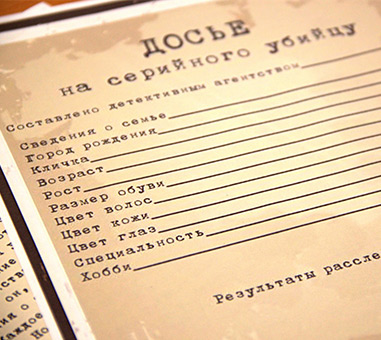 ДОСЬЕ
на серийного убийцу
Составлено детективным агентством
Сведения о семье
Город рождения
Кличка
Возраст
Рост
Размер обуви
Цвет волос
Цвет кожи
Цвет глаз
Специальность
Хобби
Результаты рассле